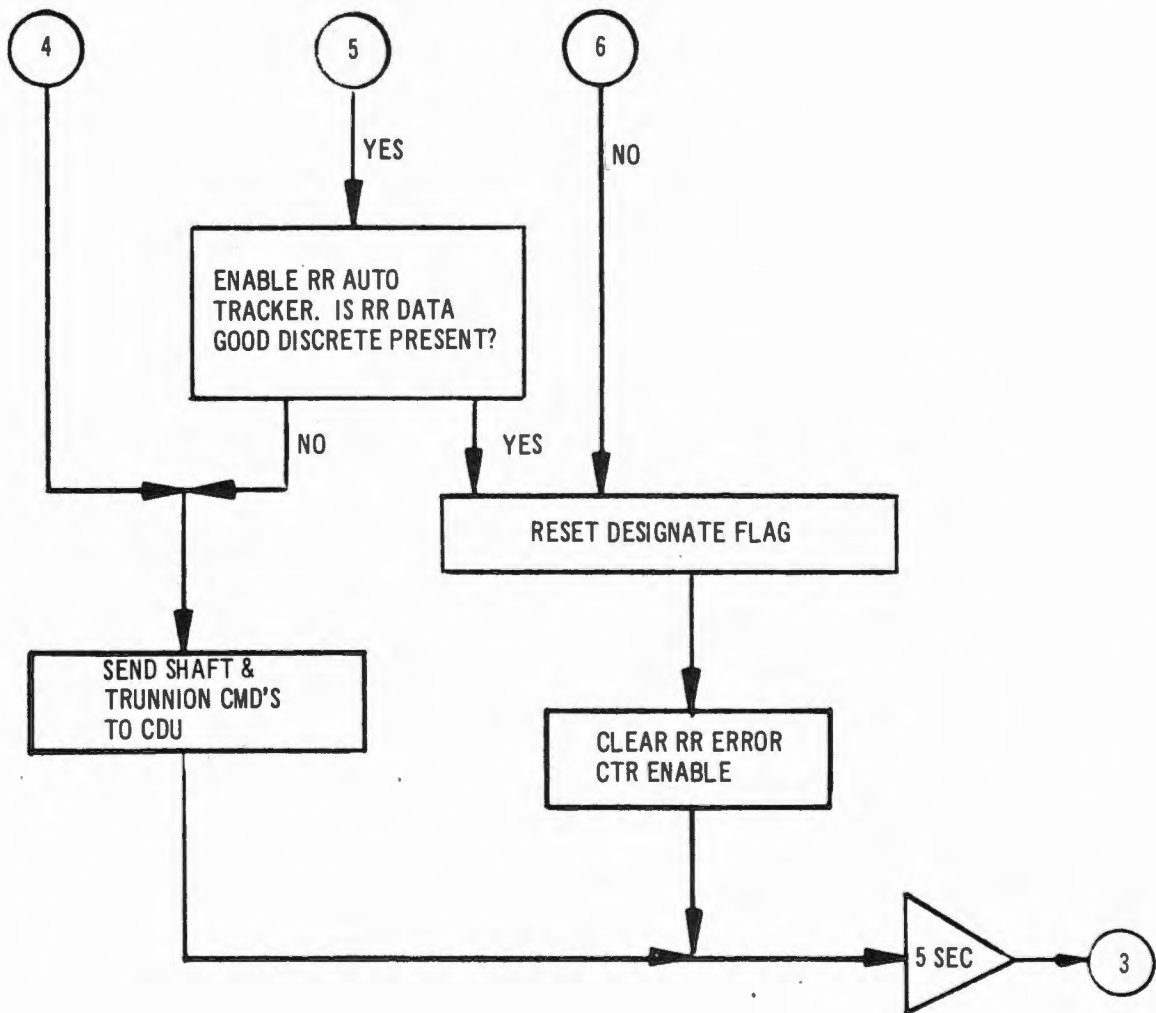 4
5
6
YES
NO
ENABLE RR AUTO
TRACKER. IS RR DATA
GOOD DISCRETE PRESENT?
NO
YES
RESET DESIGNATE FLAG
SEND SHAFT &
TRUNNION CMD'S
TO CDU
CLEAR RR ERROR
CTR ENABLE
5 SEC
3